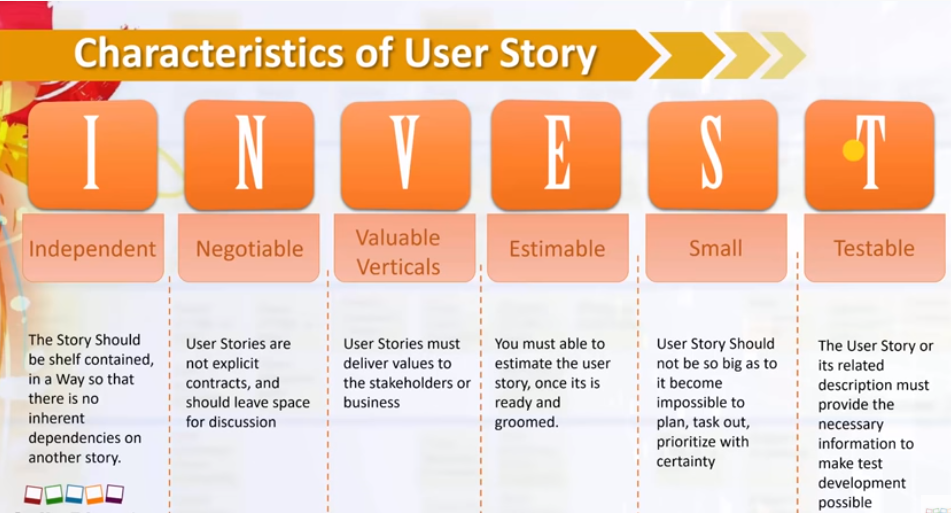 Characteristics of User Story
I
N
V
E
S
T
Independent
Negotiable
Valuable
Verticals
Estimable
Small
Testable
The Story Should
be shelf contained,
in a Way so that
there is no
inherent
dependencies on
another story.
User Stories are
not explicit
contracts, and
should leave space
for discussion
User Stories must
deliver values to
the stakeholders or
business
You must able to
estimate the user
story, once its is
ready and
groomed.
User Story Should
not be so big as to
it become
impossible to
plan, task out,
prioritize with
certainty
The User Story or
its related
description must
provide the
necessary
information to
make test
development
possible